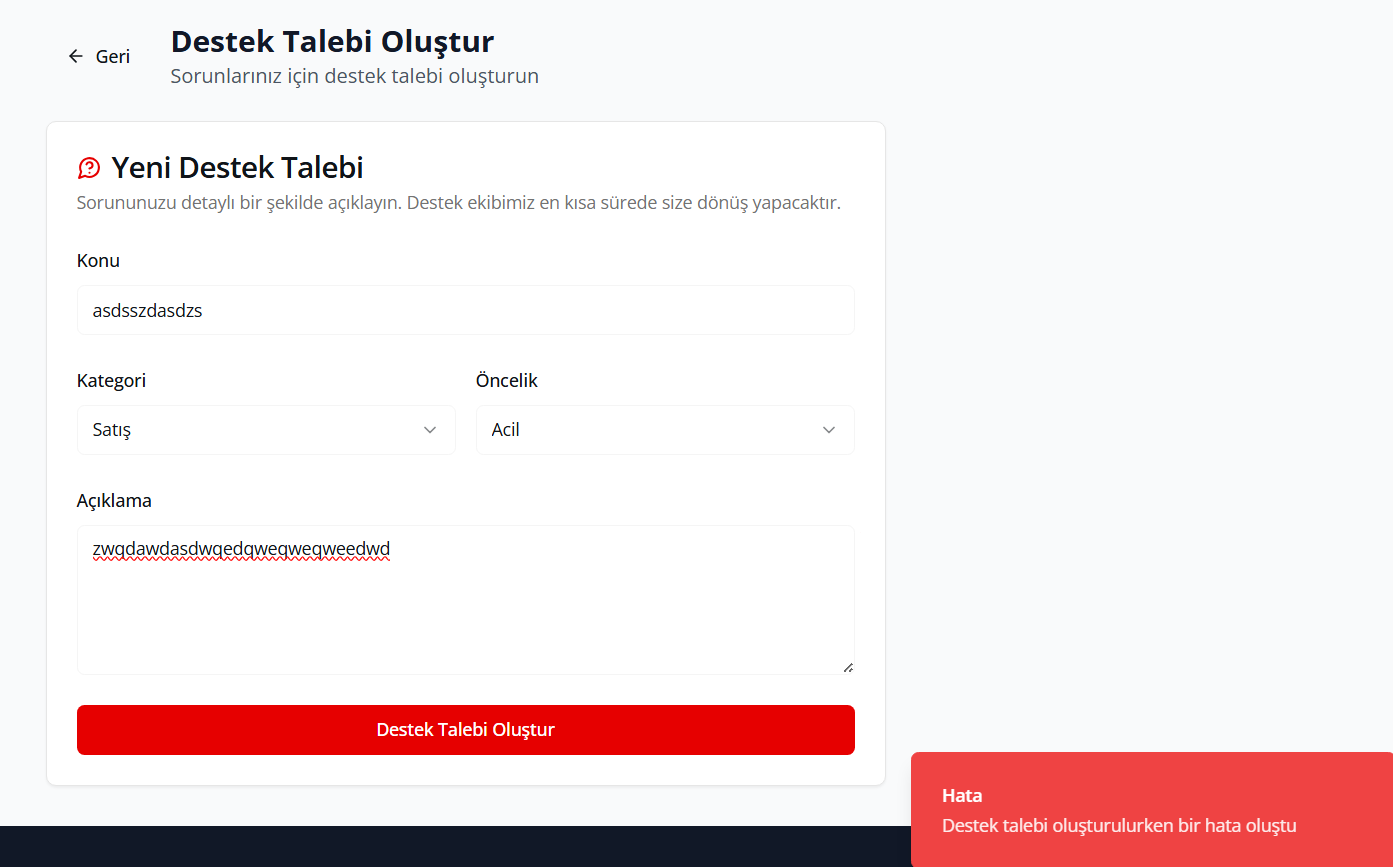 Geri
Destek Talebi Oluştur
Sorunlarınız için destek talebi oluşturun
Yeni Destek Talebi
Sorununuzu detaylı bir şekilde açıklayın. Destek ekibimiz en kısa sürede size dönüş yapacaktır.
Konu
asdsszdasdzs
Kategori
Öncelik
Satış
Acil
Açıklama
zwqdawdasdwqedqweqweqweedwd
Destek Talebi Oluştur
Hata
Destek talebi oluşturulurken bir hata oluştu